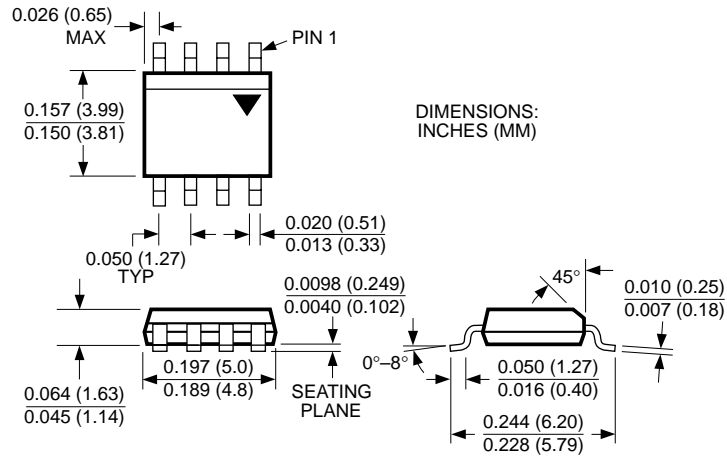 0.026 (0.65)
MAX
PIN 1
0.157 (3.99)
0.150 (3.81)
DIMENSIONS:
INCHES (MM)
0.020 (0.51)
0.013 (0.33)
0.050 (1.27)
TYP
0.0098 (0.249)
0.0040 (0.102)
45°
0.010 (0.25)
0.007 (0.18)
0°–8°
0.197 (5.0)
0.189 (4.8)
SEATING
PLANE
0.050 (1.27)
0.016 (0.40)
0.064 (1.63)
0.045 (1.14)
0.244 (6.20)
0.228 (5.79)